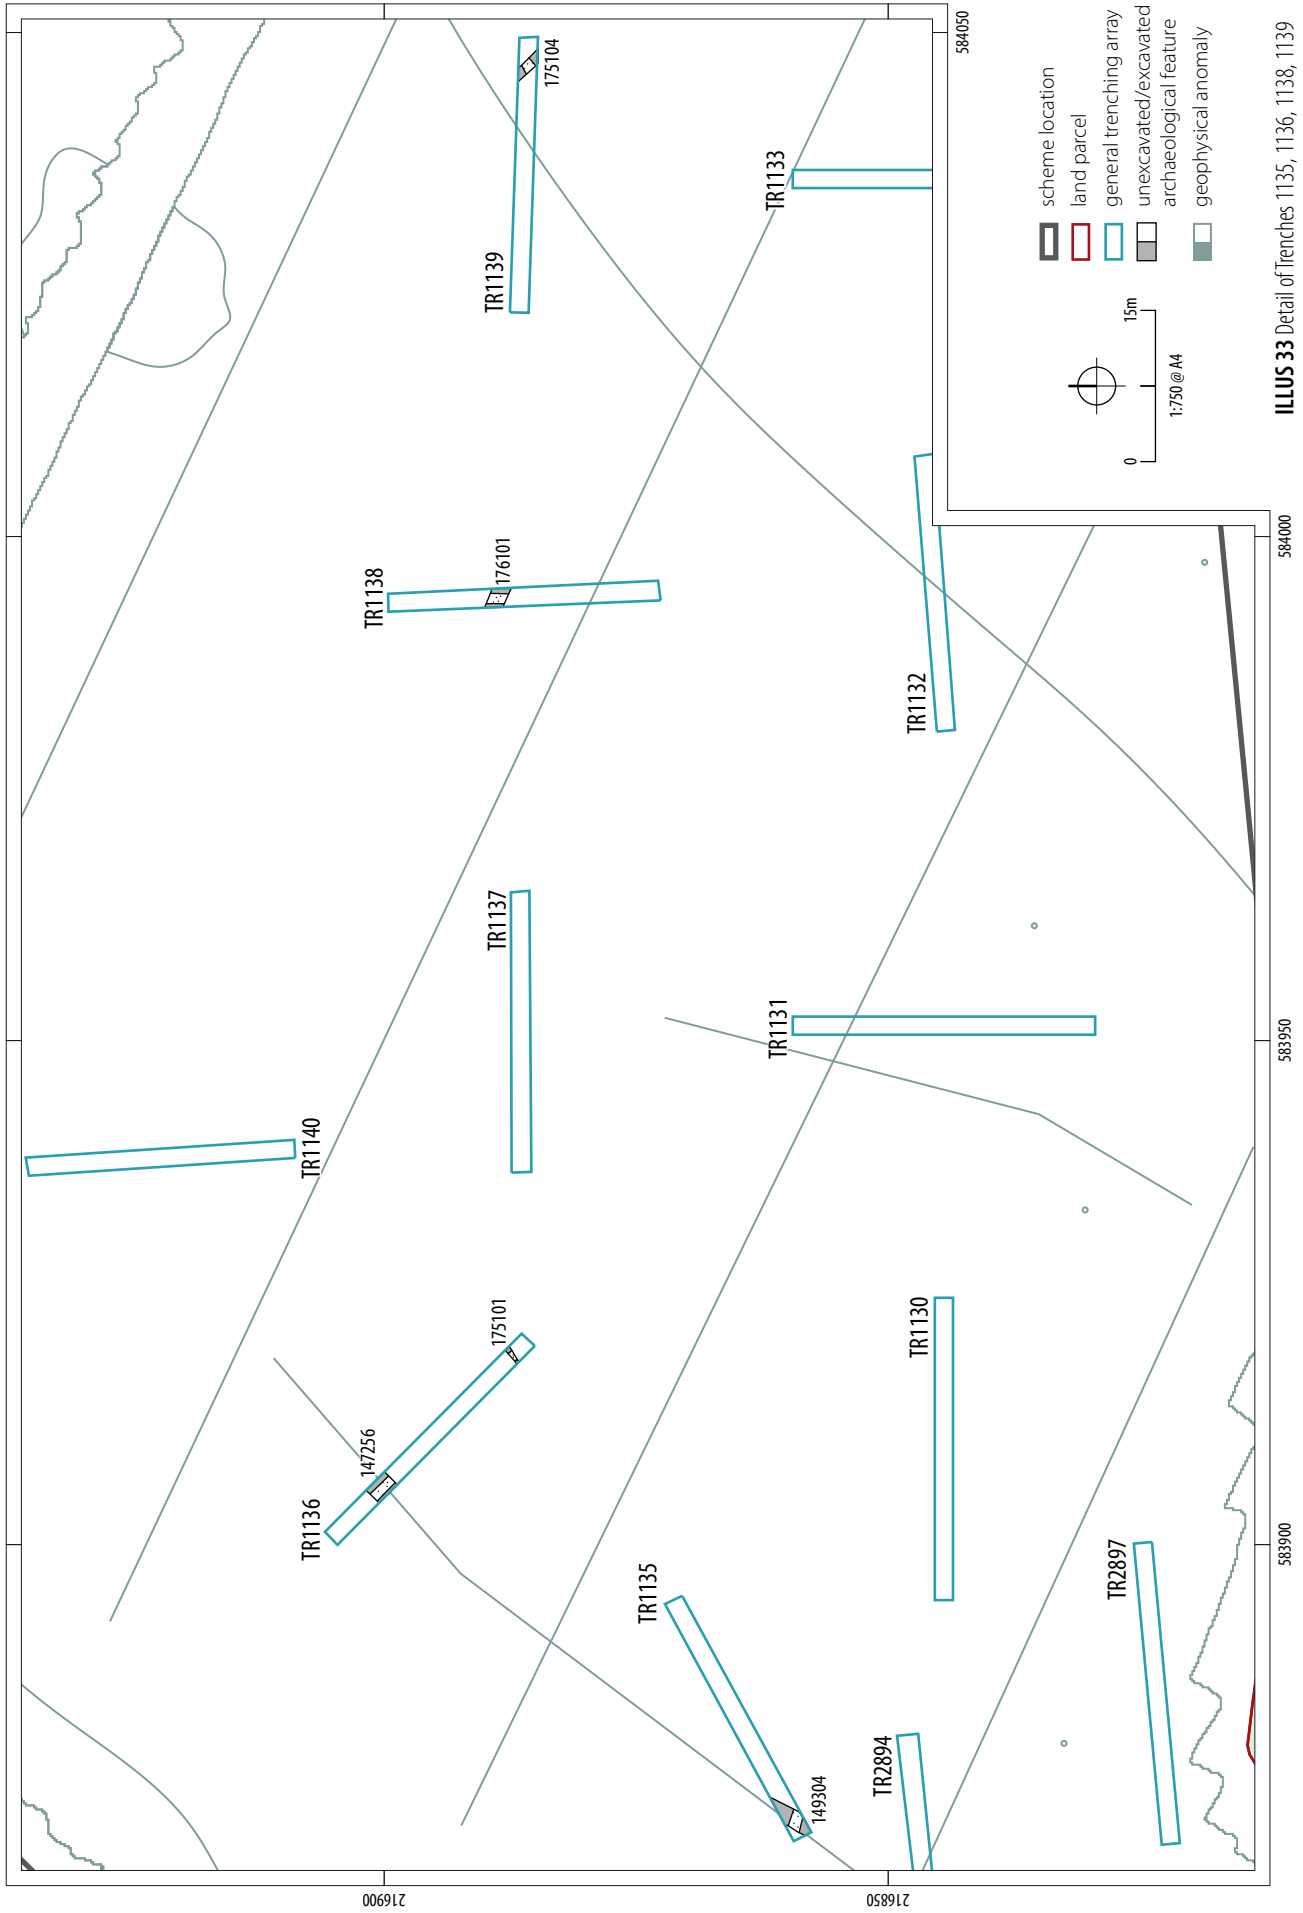 TR1140
TR1136
147256
175101
TR1135
149304
TR2894
TR2897
TR1130
TR1137
TR1131
TR1138
176101
TR1132
TR1139
175104
TR1133
216900
216850
583900
583950
584000
584050
scheme location
land parcel
general trenching array
unexcavated/excavated
archaeological feature
geophysical anomaly
0
15m
1:750 @ A4
ILLUS 33 Detail of Trenches 1135, 1136, 1138, 1139